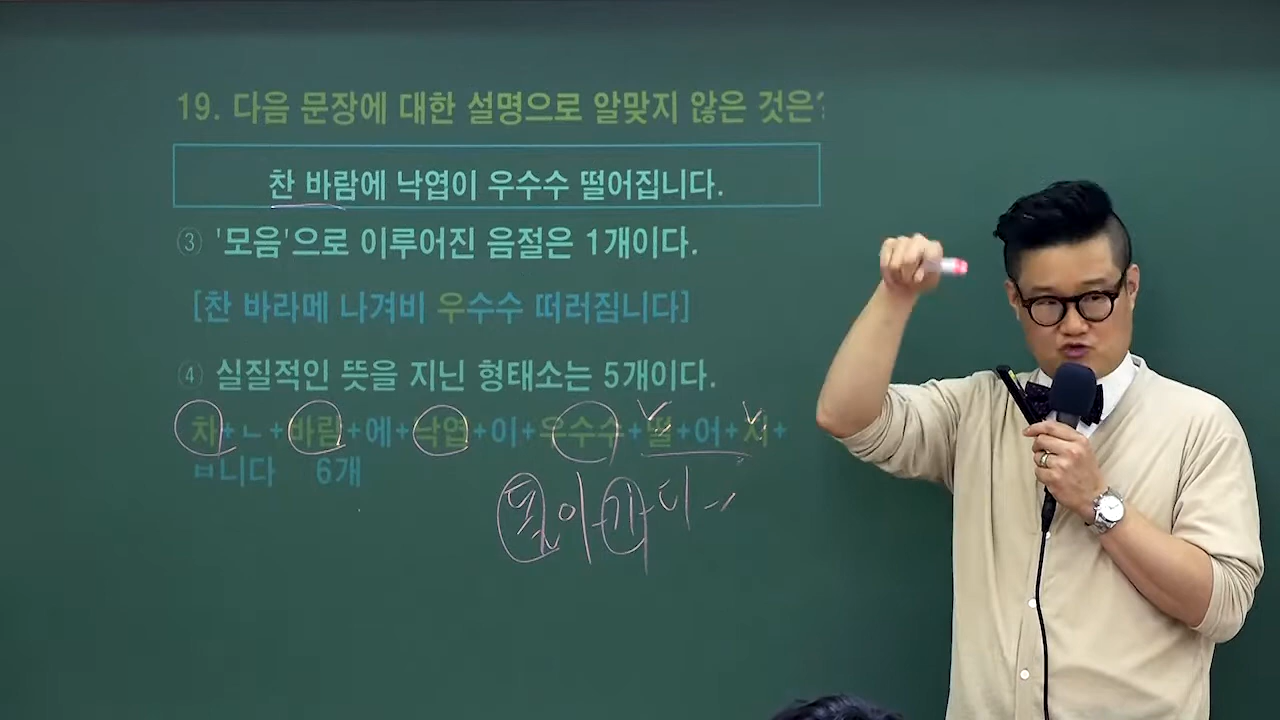 19. 다음 문장에 대한 설명으로 알맞지 않은 것은?
찬 바람에 낙엽이 우수수 떨어집니다.
③ '모음'으로 이루어진 음절은 1개이다.
[찬 바라메 나겨비 우수수 떠러짐니다]
④ 실질적인 뜻을 지닌 형태소는 5개이다.
차+ㄴ+바람+에+낙엽+이+우수수+떨+어+지+
ㅂ니다 6개